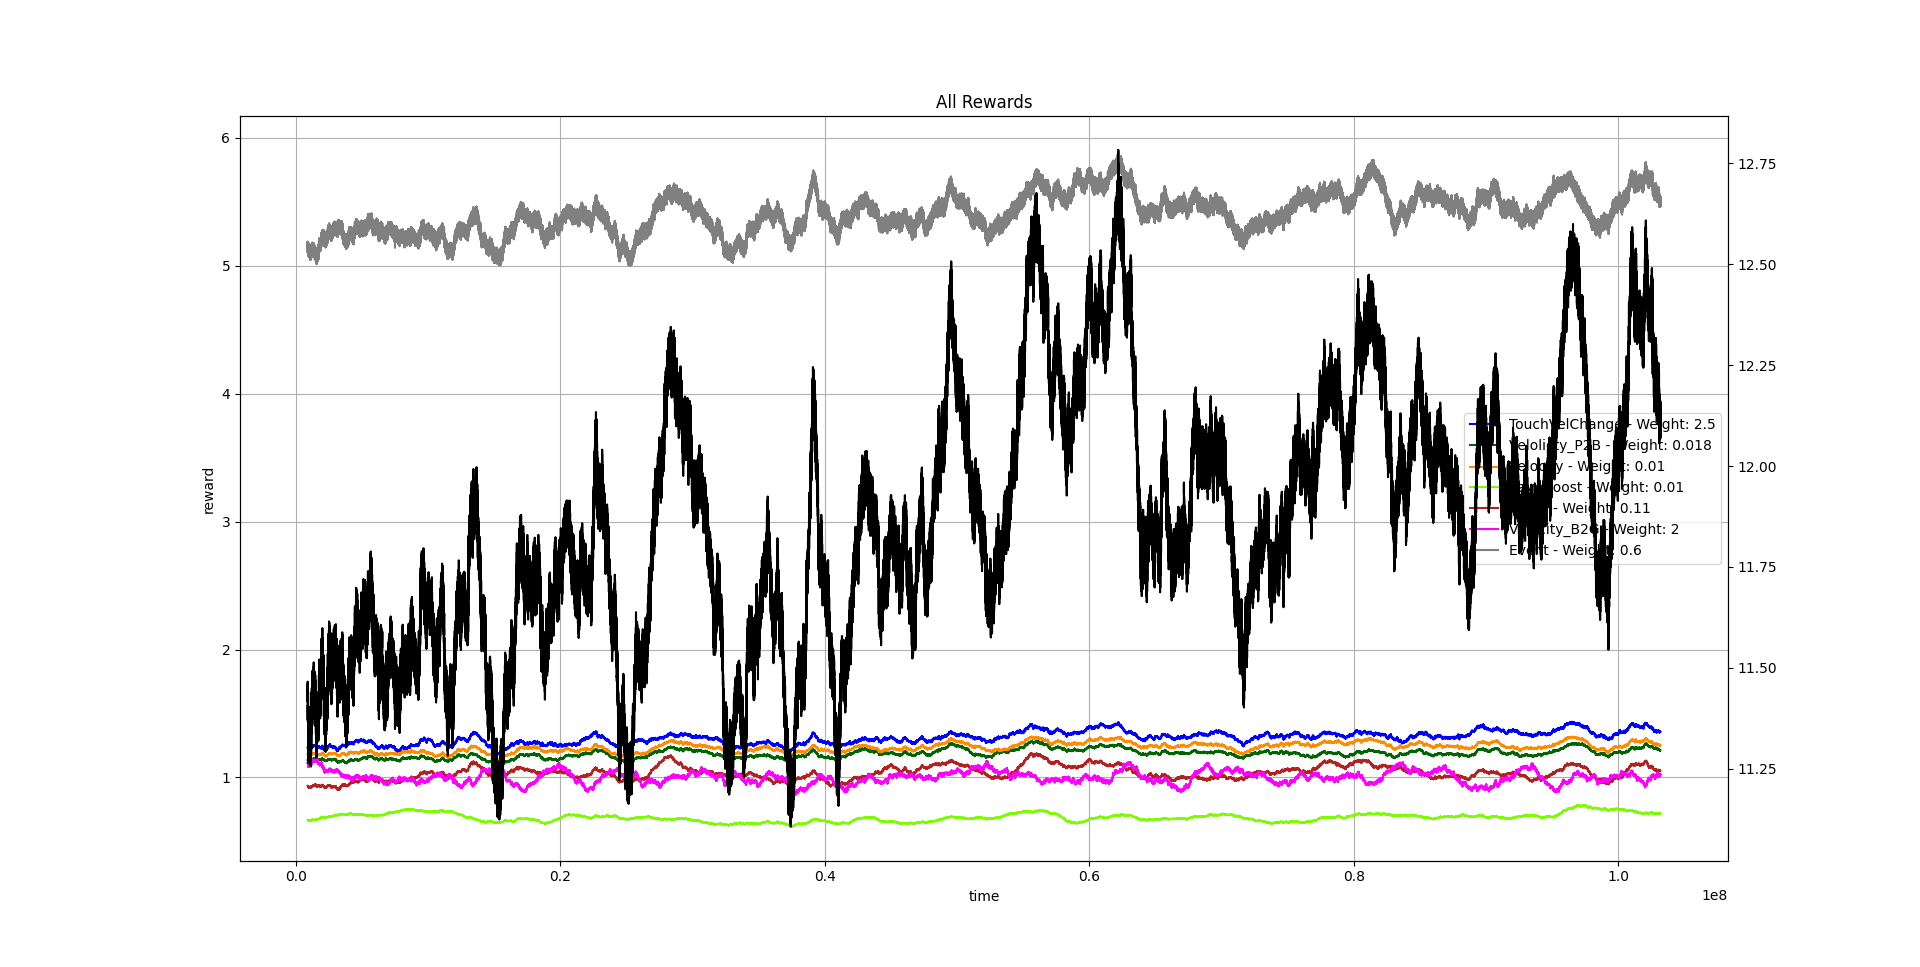 All Rewards
6
5
4
3
2
1
reward
12.75
12.50
12.25
12.00
11.75
11.50
11.25
- Weight: 2.5
- Weight: 0.018
- Weight: 0.01
- Weight: 0.01
- Weight: 0.11
- Weight: 2
Event - Weight: 0.6
0.0
0.2
0.4
0.6
0.8
1.0
time
1e8